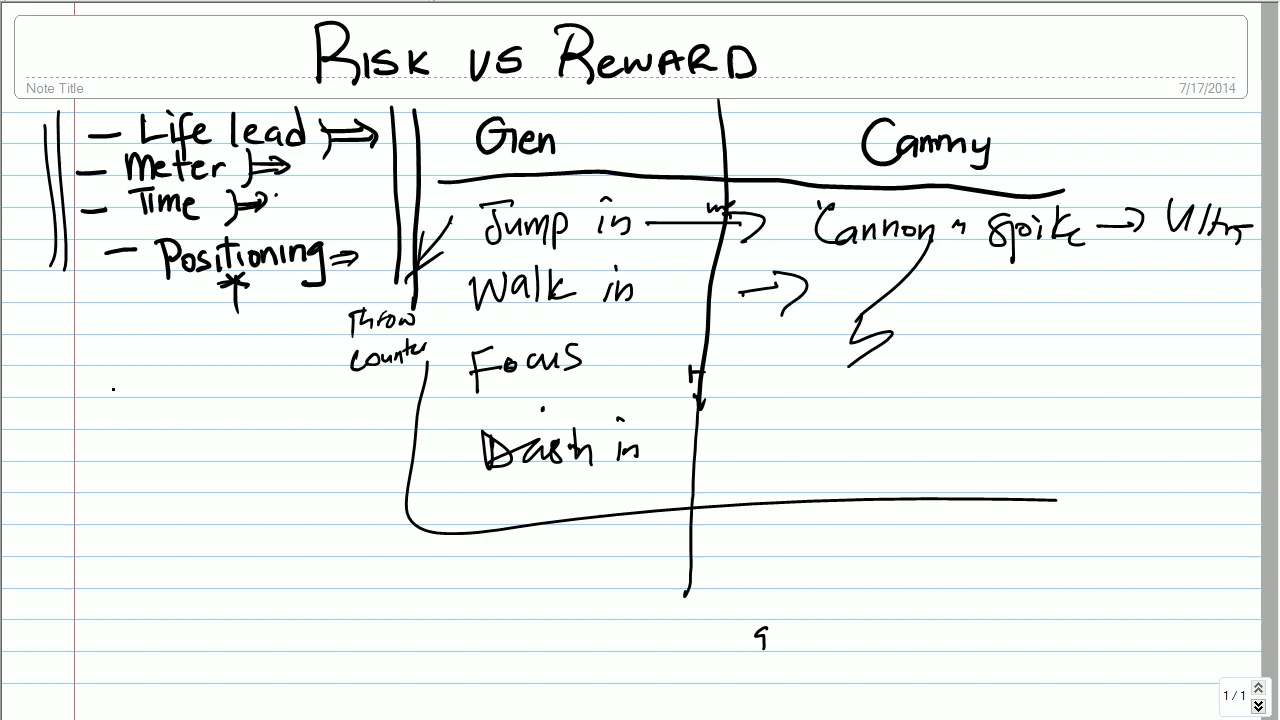 RISK VS REWARD
Note Title
7/17/2014
- Life lead
- Meter
- Time
- Positioning
Gen
Cammy
Jump in
"Cannon" Spike → Ultra
Walk in
Throw
counter
Focus
Dash in
9
1 / 1